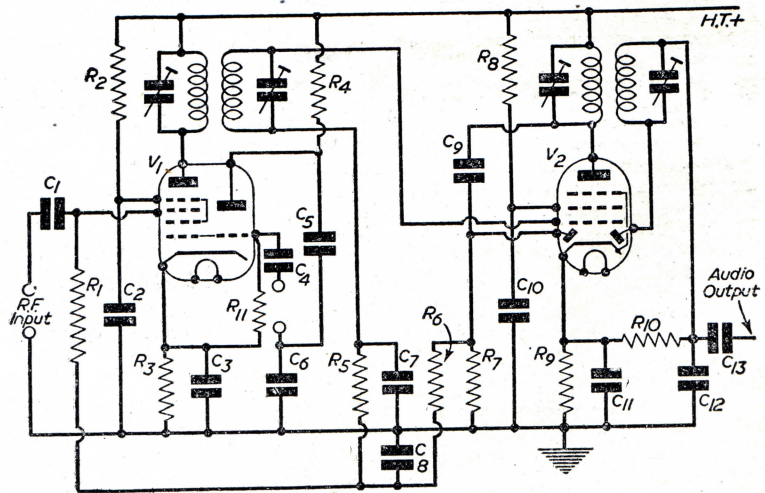 H.T.+
R2
R4
R8
V1
C9
V2
C1
C5
C4
R.F.
Input
R1
C2
R11
C10
Audio
Output
R6
R10
R3
C3
C6
R5
C7
R7
R9
C11
C13
C12
C
8